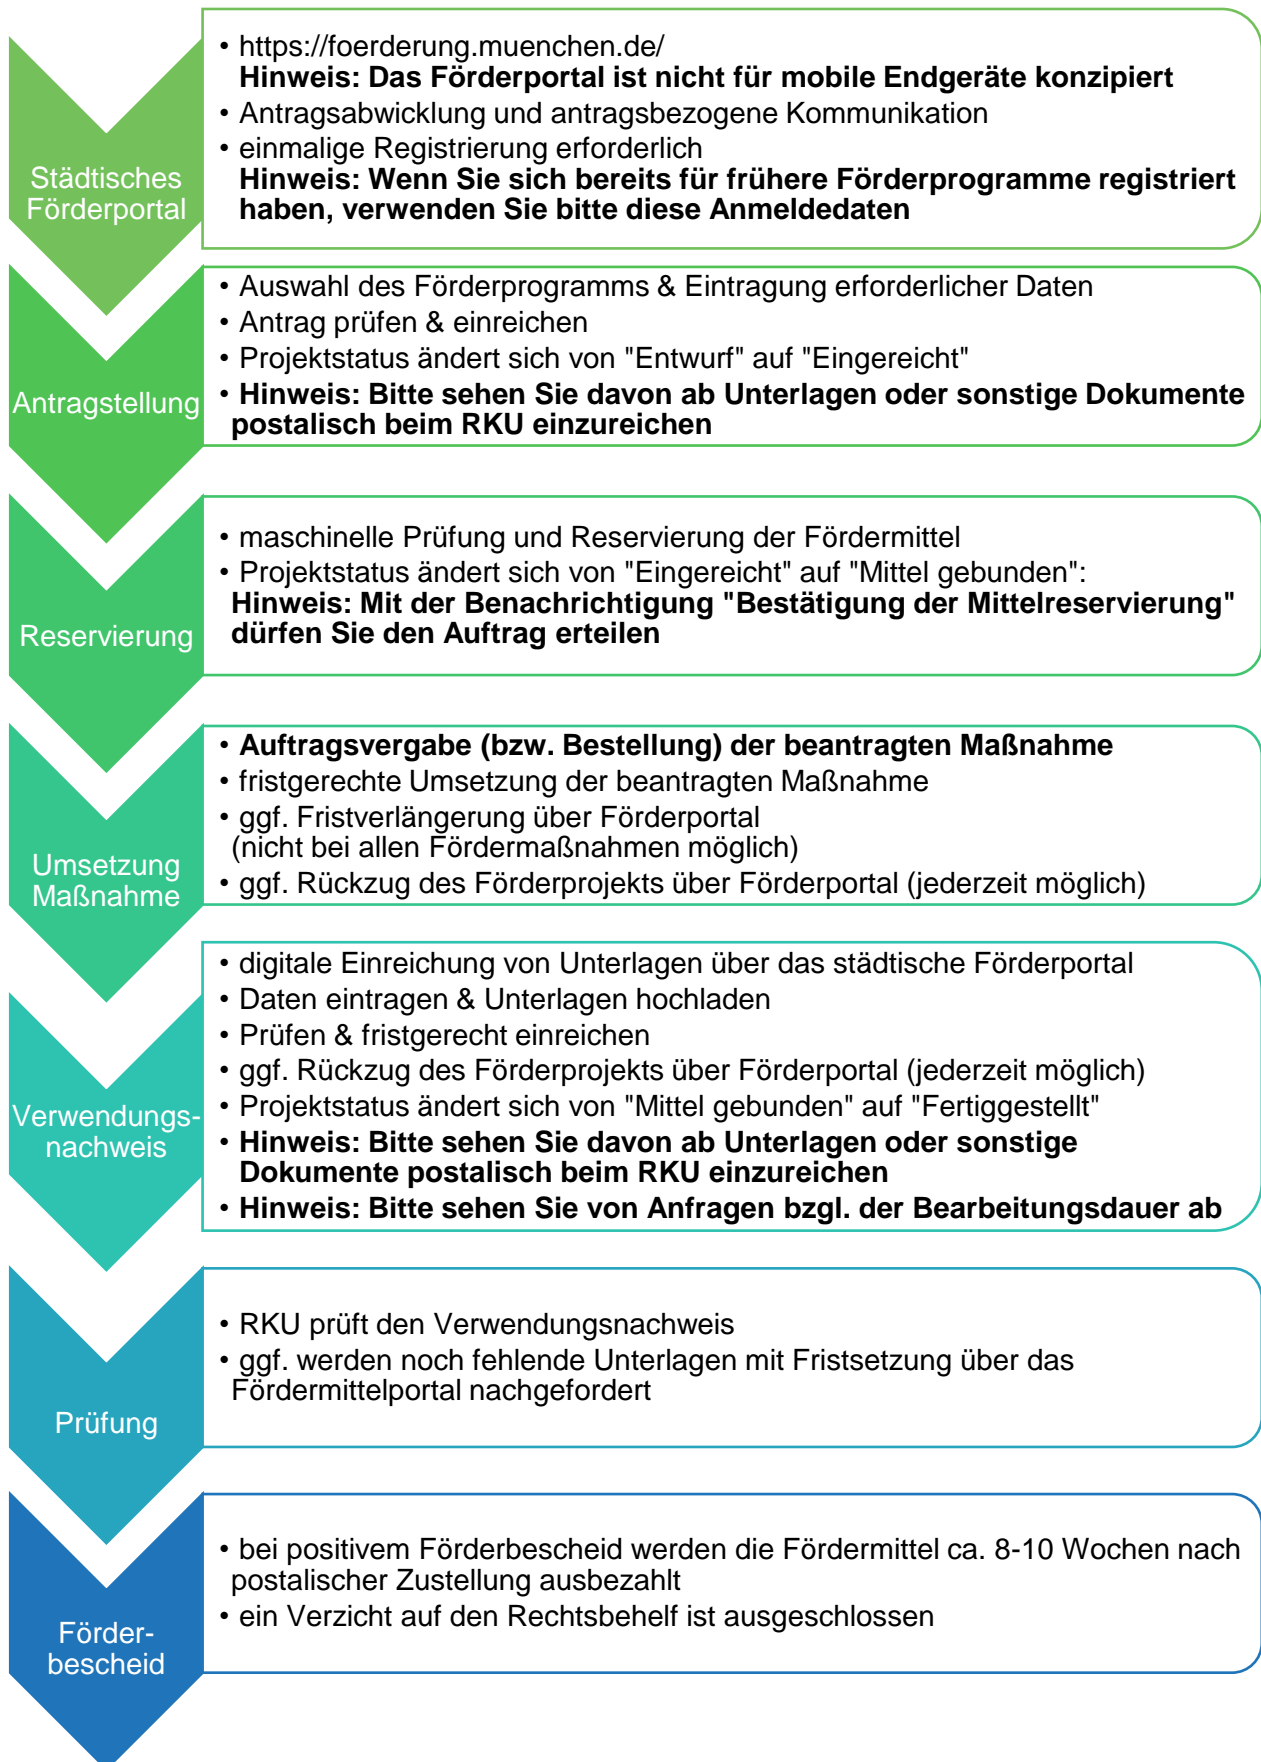 Städtisches
Förderportal
• https://foerderung.muenchen.de/
Hinweis: Das Förderportal ist nicht für mobile Endgeräte konzipiert
• Antragsabwicklung und antragsbezogene Kommunikation
• einmalige Registrierung erforderlich
Hinweis: Wenn Sie sich bereits für frühere Förderprogramme registriert
haben, verwenden Sie bitte diese Anmeldedaten
Antragstellung
• Auswahl des Förderprogramms & Eintragung erforderlicher Daten
• Antrag prüfen & einreichen
• Projektstatus ändert sich von "Entwurf" auf "Eingereicht"
• Hinweis: Bitte sehen Sie davon ab Unterlagen oder sonstige Dokumente
postalisch beim RKU einzureichen
Reservierung
• maschinelle Prüfung und Reservierung der Fördermittel
• Projektstatus ändert sich von "Eingereicht" auf "Mittel gebunden":
Hinweis: Mit der Benachrichtigung "Bestätigung der Mittelreservierung"
dürfen Sie den Auftrag erteilen
Umsetzung
Maßnahme
• Auftragsvergabe (bzw. Bestellung) der beantragten Maßnahme
• fristgerechte Umsetzung der beantragten Maßnahme
• ggf. Fristverlängerung über Förderportal
(nicht bei allen Fördermaßnahmen möglich)
• ggf. Rückzug des Förderprojekts über Förderportal (jederzeit möglich)
Verwendungs-
nachweis
• digitale Einreichung von Unterlagen über das städtische Förderportal
• Daten eintragen & Unterlagen hochladen
• Prüfen & fristgerecht einreichen
• ggf. Rückzug des Förderprojekts über Förderportal (jederzeit möglich)
• Projektstatus ändert sich von "Mittel gebunden" auf "Fertiggestellt"
• Hinweis: Bitte sehen Sie davon ab Unterlagen oder sonstige
Dokumente postalisch beim RKU einzureichen
• Hinweis: Bitte sehen Sie von Anfragen bzgl. der Bearbeitungsdauer ab
Prüfung
• RKU prüft den Verwendungsnachweis
• ggf. werden noch fehlende Unterlagen mit Fristsetzung über das
Fördermittelportal nachgefordert
Förder-
bescheid
• bei positivem Förderbescheid werden die Fördermittel ca. 8-10 Wochen nach
postalischer Zustellung ausbezahlt
• ein Verzicht auf den Rechtsbehelf ist ausgeschlossen